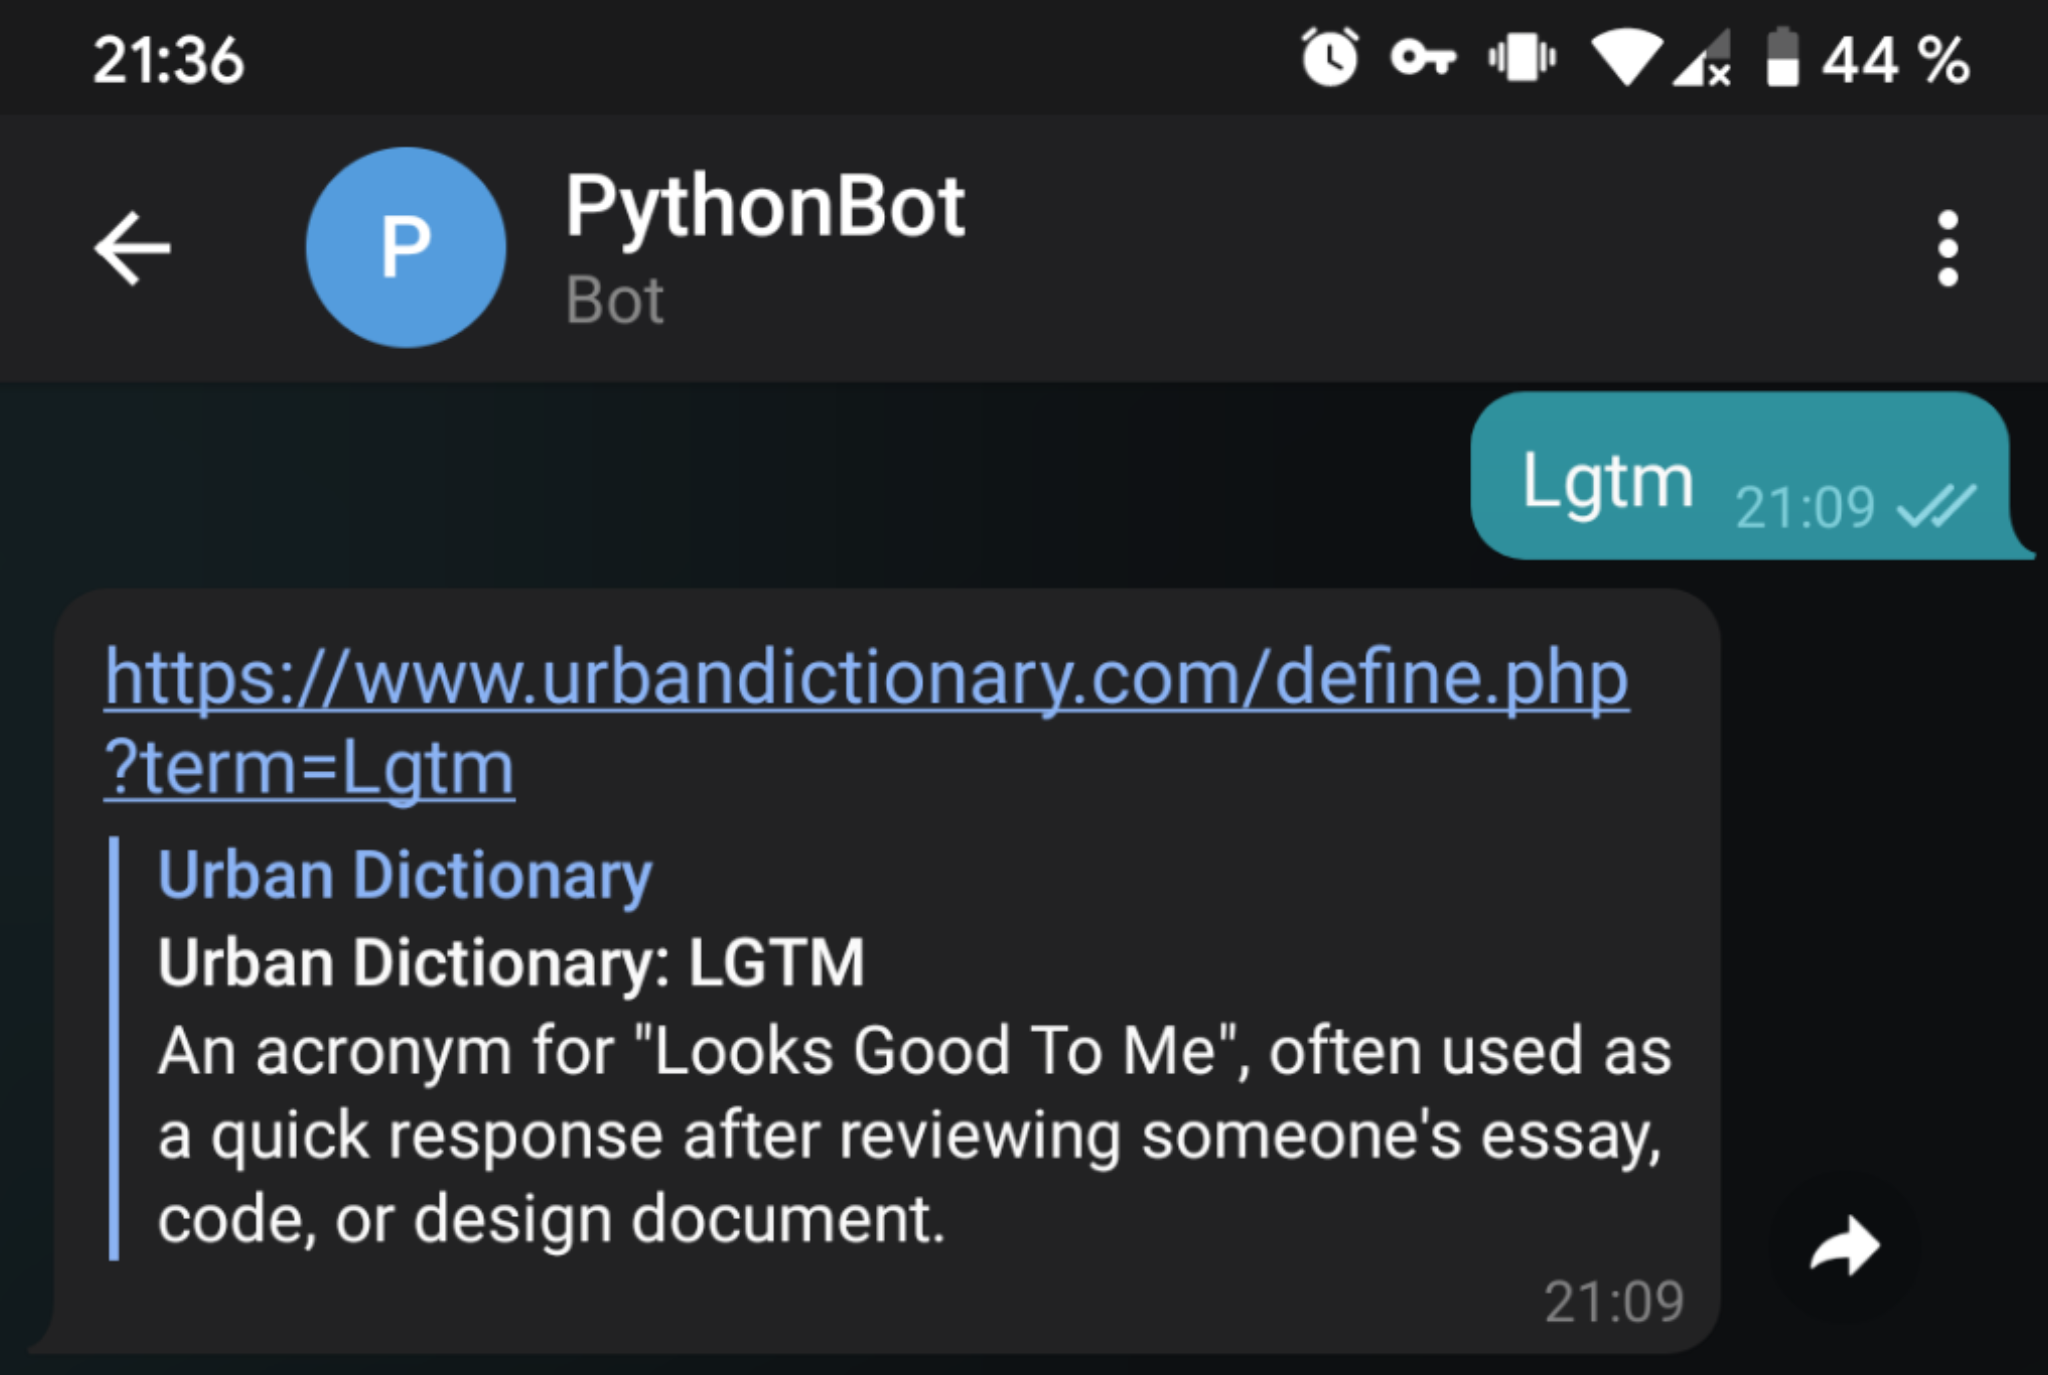 21:36 44 %
P PythonBot
Bot
Lgtm 21:09
https://www.urbandictionary.com/define.php
?term=Lgtm
Urban Dictionary
Urban Dictionary: LGTM
An acronym for "Looks Good To Me", often used as
a quick response after reviewing someone's essay,
code, or design document.
21:09